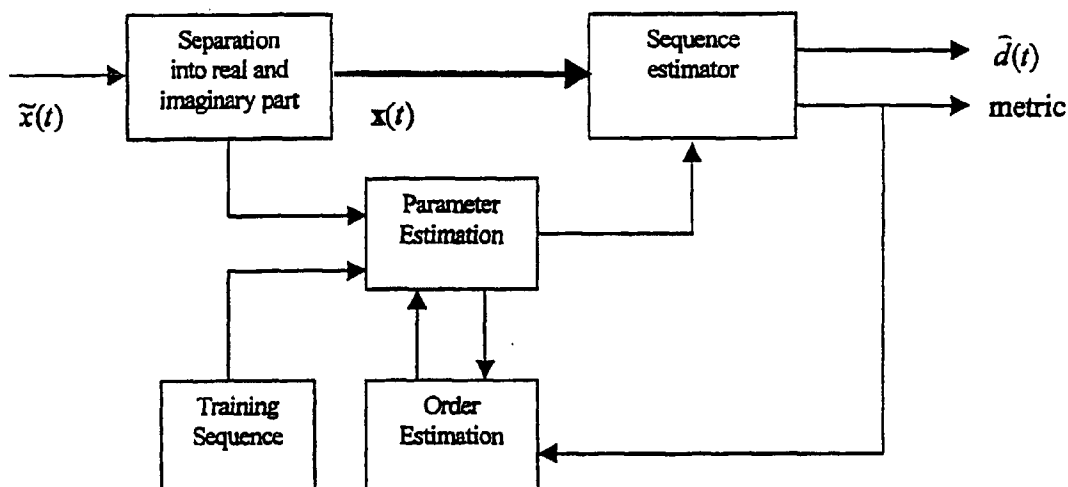 Separation
into real and
imaginary part
x̃(t)
x(t)
Sequence
estimator
d̂(t)
metric
Parameter
Estimation
Training
Sequence
Order
Estimation